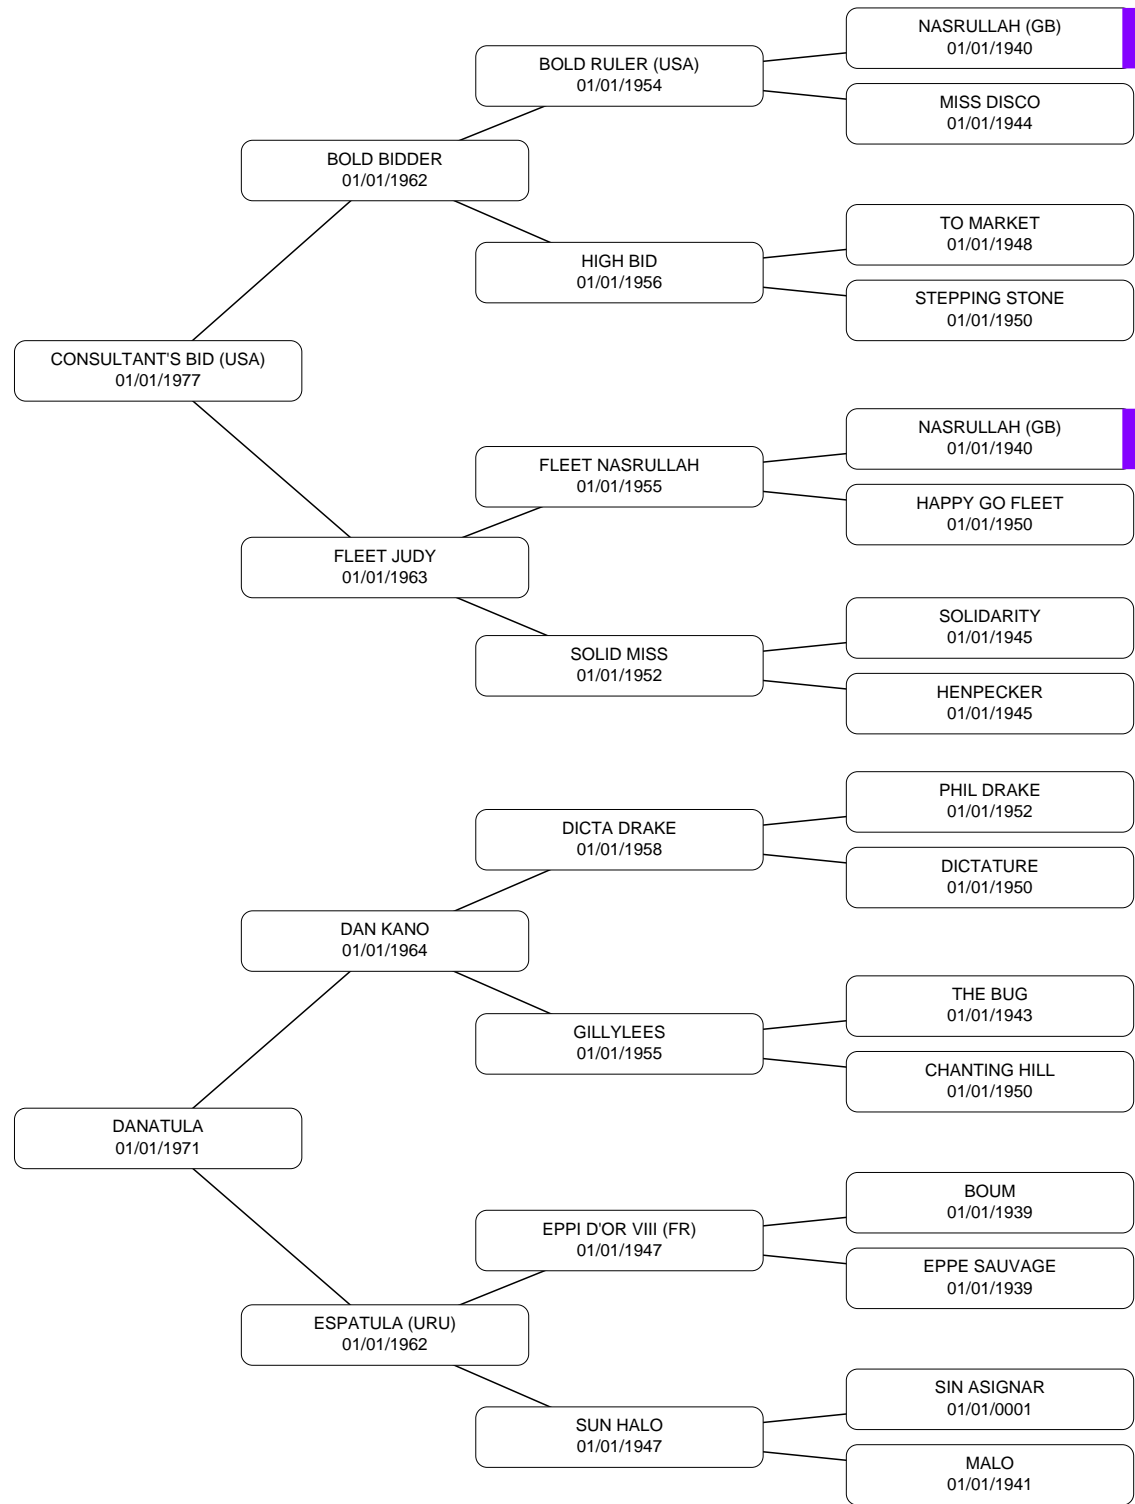 NASRULLAH (GB)
01/01/1940
BOLD RULER (USA)
01/01/1954
MISS DISCO
01/01/1944
BOLD BIDDER
01/01/1962
TO MARKET
01/01/1948
HIGH BID
01/01/1956
STEPPING STONE
01/01/1950
CONSULTANT'S BID (USA)
01/01/1977
NASRULLAH (GB)
01/01/1940
FLEET NASRULLAH
01/01/1955
HAPPY GO FLEET
01/01/1950
FLEET JUDY
01/01/1963
SOLIDARITY
01/01/1945
SOLID MISS
01/01/1952
HENPECKER
01/01/1945
PHIL DRAKE
01/01/1952
DICTA DRAKE
01/01/1958
DICTATURE
01/01/1950
DAN KANO
01/01/1964
THE BUG
01/01/1943
GILLYLEES
01/01/1955
CHANTING HILL
01/01/1950
DANATULA
01/01/1971
BOUM
01/01/1939
EPPI D'OR VIII (FR)
01/01/1947
EPPE SAUVAGE
01/01/1939
ESPATULA (URU)
01/01/1962
SIN ASIGNAR
01/01/0001
SUN HALO
01/01/1947
MALO
01/01/1941